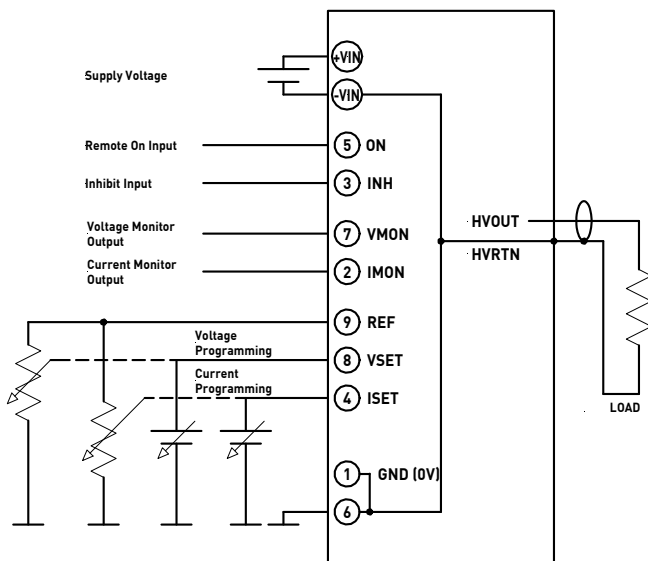 +VIN
Supply Voltage
-VIN
Remote On Input
5 ON
Inhibit Input
3 INH
Voltage Monitor
Output
7 VMON
Current Monitor
Output
2 IMON
HVOUT
HVRTN
9 REF
Voltage
Programming
8 VSET
Current
Programming
4 ISET
LOAD
1 GND (0V)
6